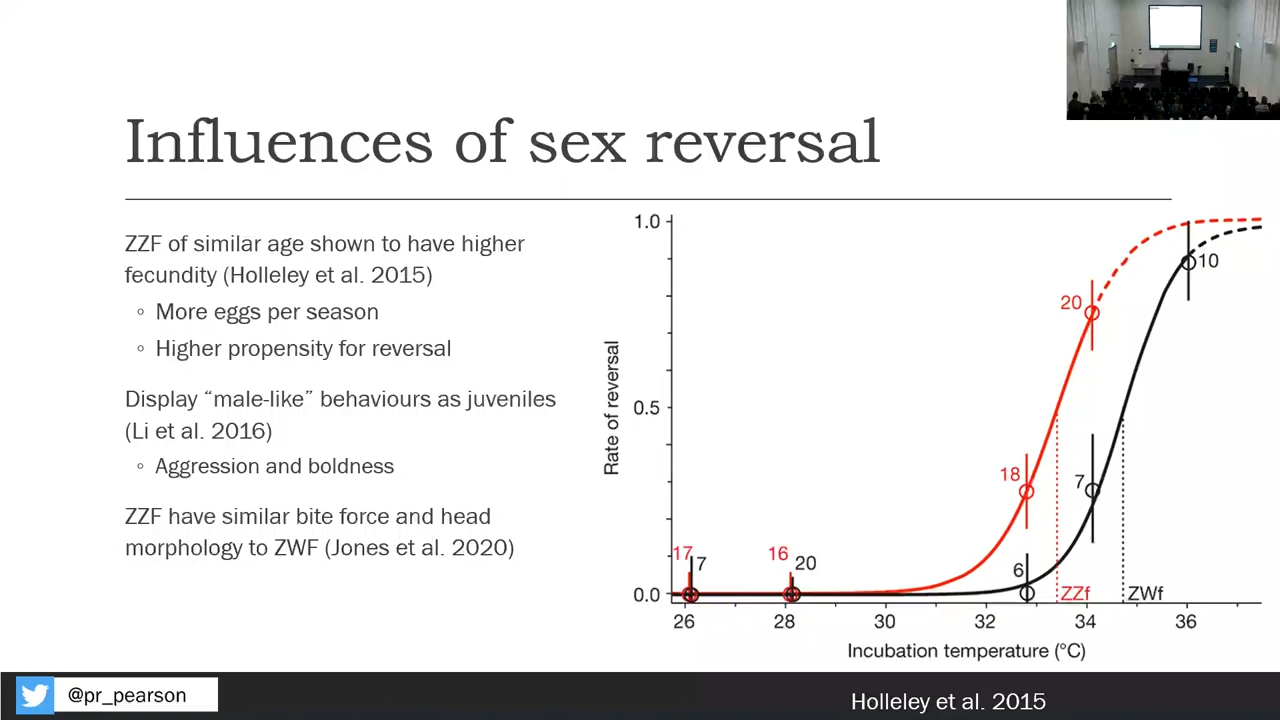 Influences of sex reversal
ZZF of similar age shown to have higher
fecundity (Holleley et al. 2015)
◦ More eggs per season
◦ Higher propensity for reversal
Display “male-like” behaviours as juveniles
(Li et al. 2016)
◦ Aggression and boldness
ZZF have similar bite force and head
morphology to ZWF (Jones et al. 2020)
Rate of reversal
1.0
0.5
0.0
17
7
16
20
18
6
20
7
10
ZZf
ZWf
26 28 30 32 34 36
Incubation temperature (°C)
@pr_pearson
Holleley et al. 2015